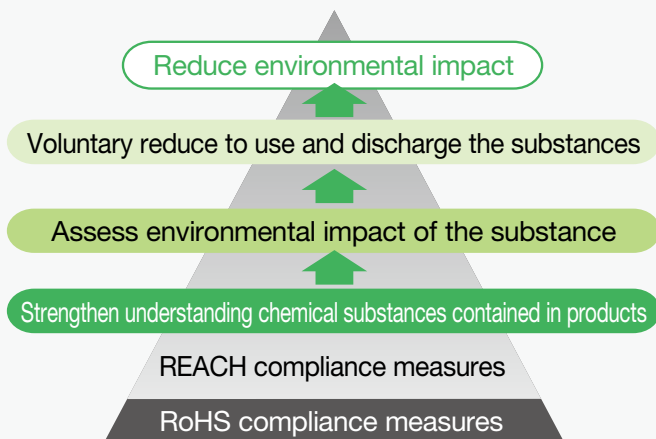 Reduce environmental impact
Voluntary reduce to use and discharge the substances
Assess environmental impact of the substance
Strengthen understanding chemical substances contained in products
REACH compliance measures
RoHS compliance measures